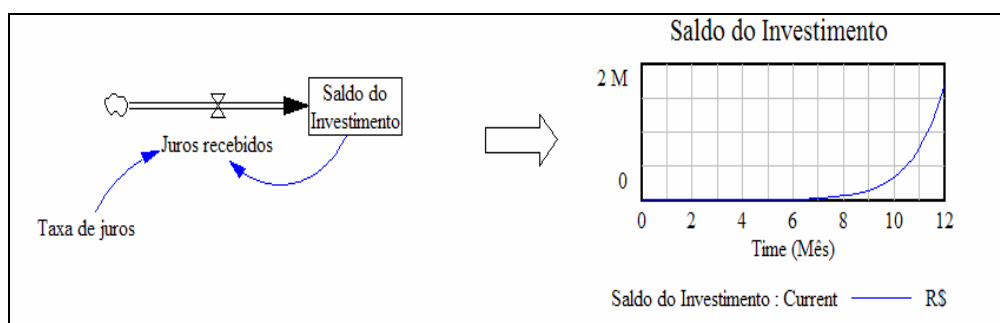 Saldo do
Investimento
Juros recebidos
Taxa de juros
Saldo do Investimento
2 M
0
0 2 4 6 8 10 12
Time (Mês)
Saldo do Investimento : Current R$